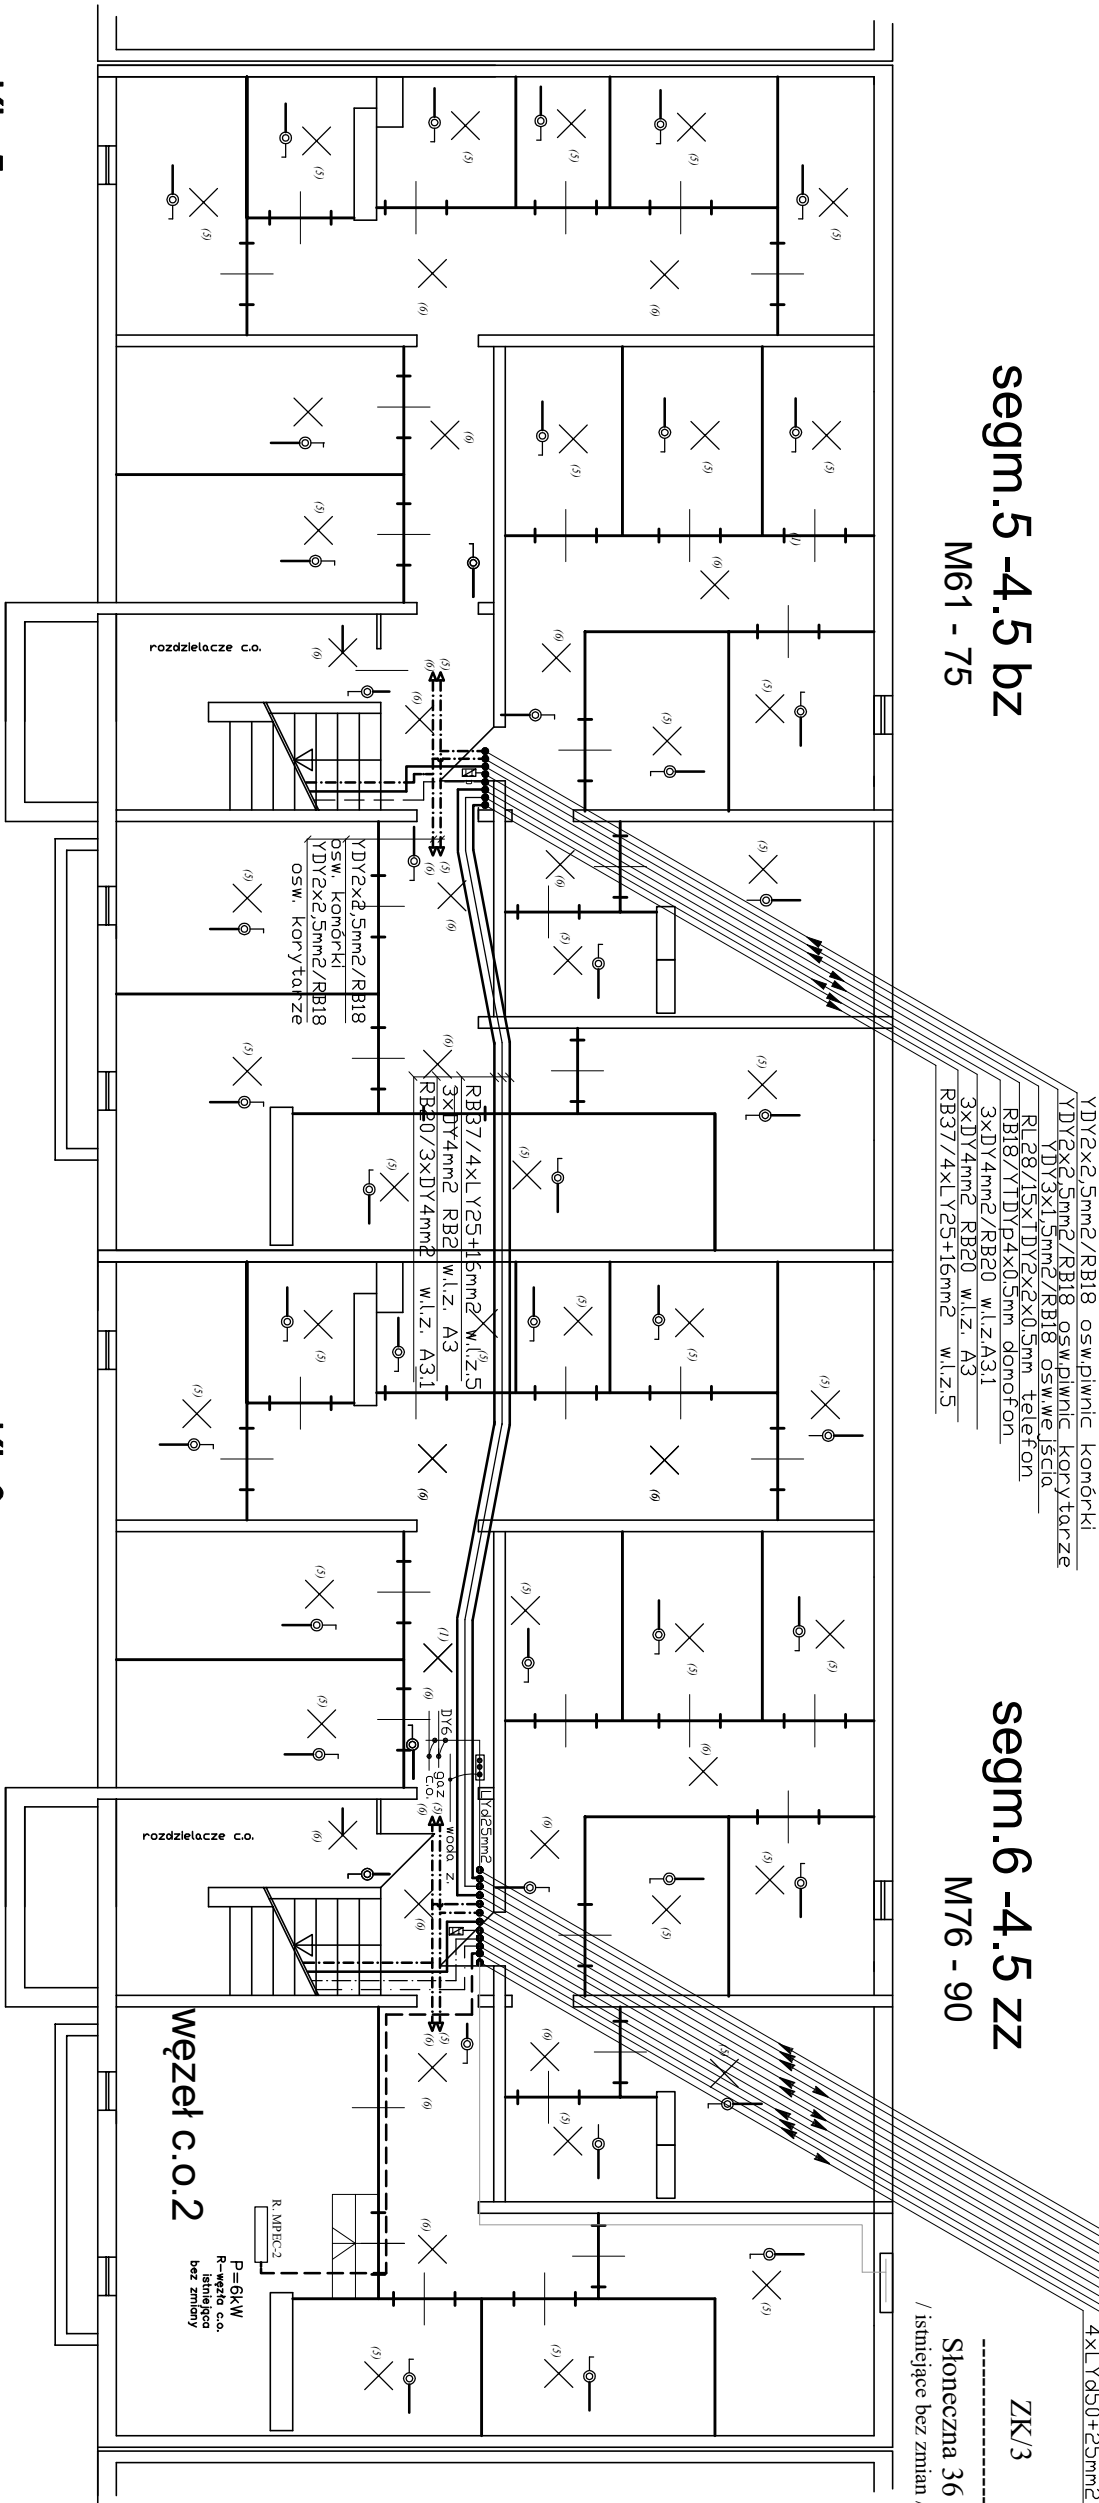 segm.5 -4.5 bz
M61 - 75
segm.6 -4.5 zz
M76 - 90
YDY2x2,5mm2/RB18 osw.piwnic komórki
YDY2x2,5mm2/RB18 osw.piwnic korytarze
YDY3x1,5mm2/RB18 osw.wejścia
RL28/15xTDY2x2x0.5mm telefon
RB18/YTDYp4x0.5mm domofon
3xDY4mm2/RB20 w.l.z.A3.1
3xDY4mm2 RB20 w.l.z. A3
RB37/4xLY25+16mm2 w.l.z.5
4xLYd50+25mm2
ZK/3
Słoneczna 36
/ istniejące bez zmian
RB37/4xLY25+16mm2 w.l.z.5
3xDY4mm2 RB2 w.l.z. A3
RB20/3xDY4mm2 w.l.z. A3.1
YDY2x2,5mm2/RB18
osw. komórki
YDY2x2,5mm2/RB18
osw. korytarze
rozdzielacze c.o.
DY6
gaz
c.o.
woda z.
LYd25mm2
rozdzielacze c.o.
węzeł c.o.2
R. MPEC-2
P=6kW
R-węzła c.o.
istniejąca
bez zmiany